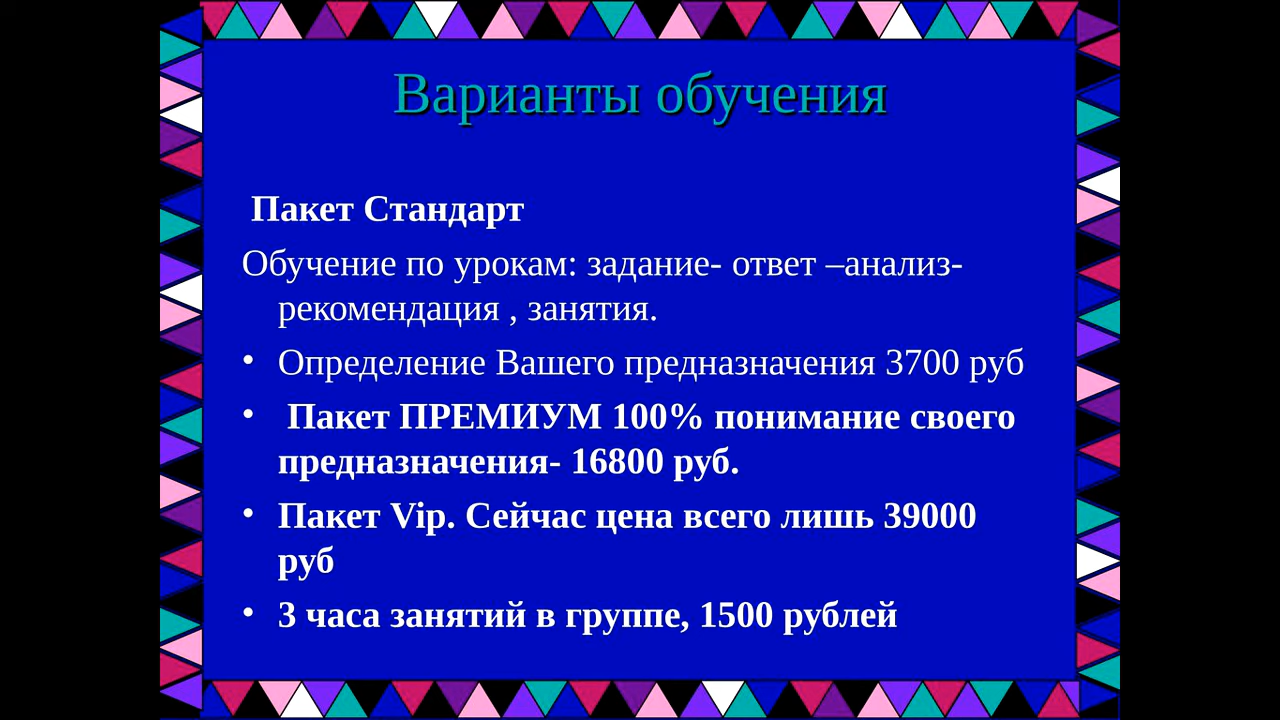 Варианты обучения
Пакет Стандарт
Обучение по урокам: задание- ответ –анализ-
рекомендация , занятия.
• Определение Вашего предназначения 3700 руб
• Пакет ПРЕМИУМ 100% понимание своего
предназначения- 16800 руб.
• Пакет Vip. Сейчас цена всего лишь 39000
руб
• 3 часа занятий в группе, 1500 рублей